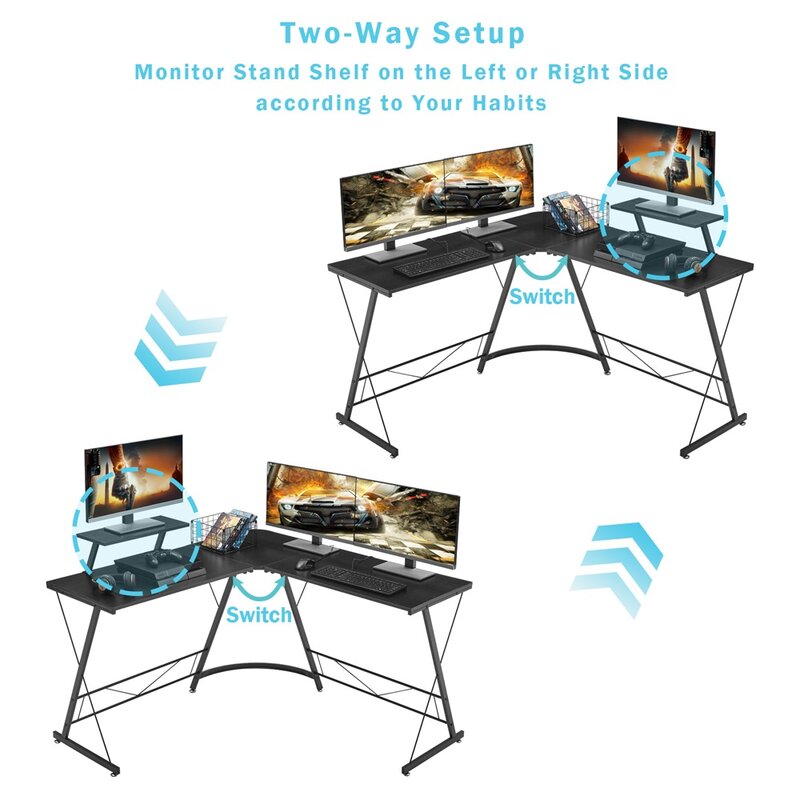 Two-Way Setup
Monitor Stand Shelf on the Left or Right Side
according to Your Habits
Switch
Switch